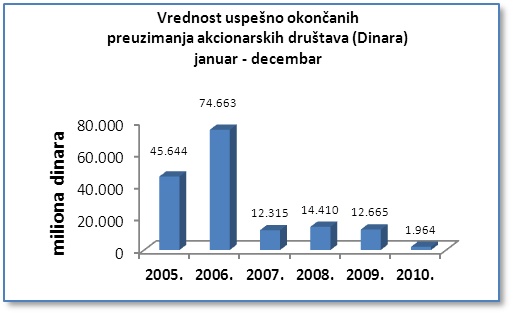 Vrednost uspešno okončanih
preuzimanja akcionarskih društava (Dinara)
januar - decembar
miliona dinara
80.000
60.000
40.000
20.000
0
45.644
74.663
12.315
14.410
12.665
1.964
2005. 2006. 2007. 2008. 2009. 2010.